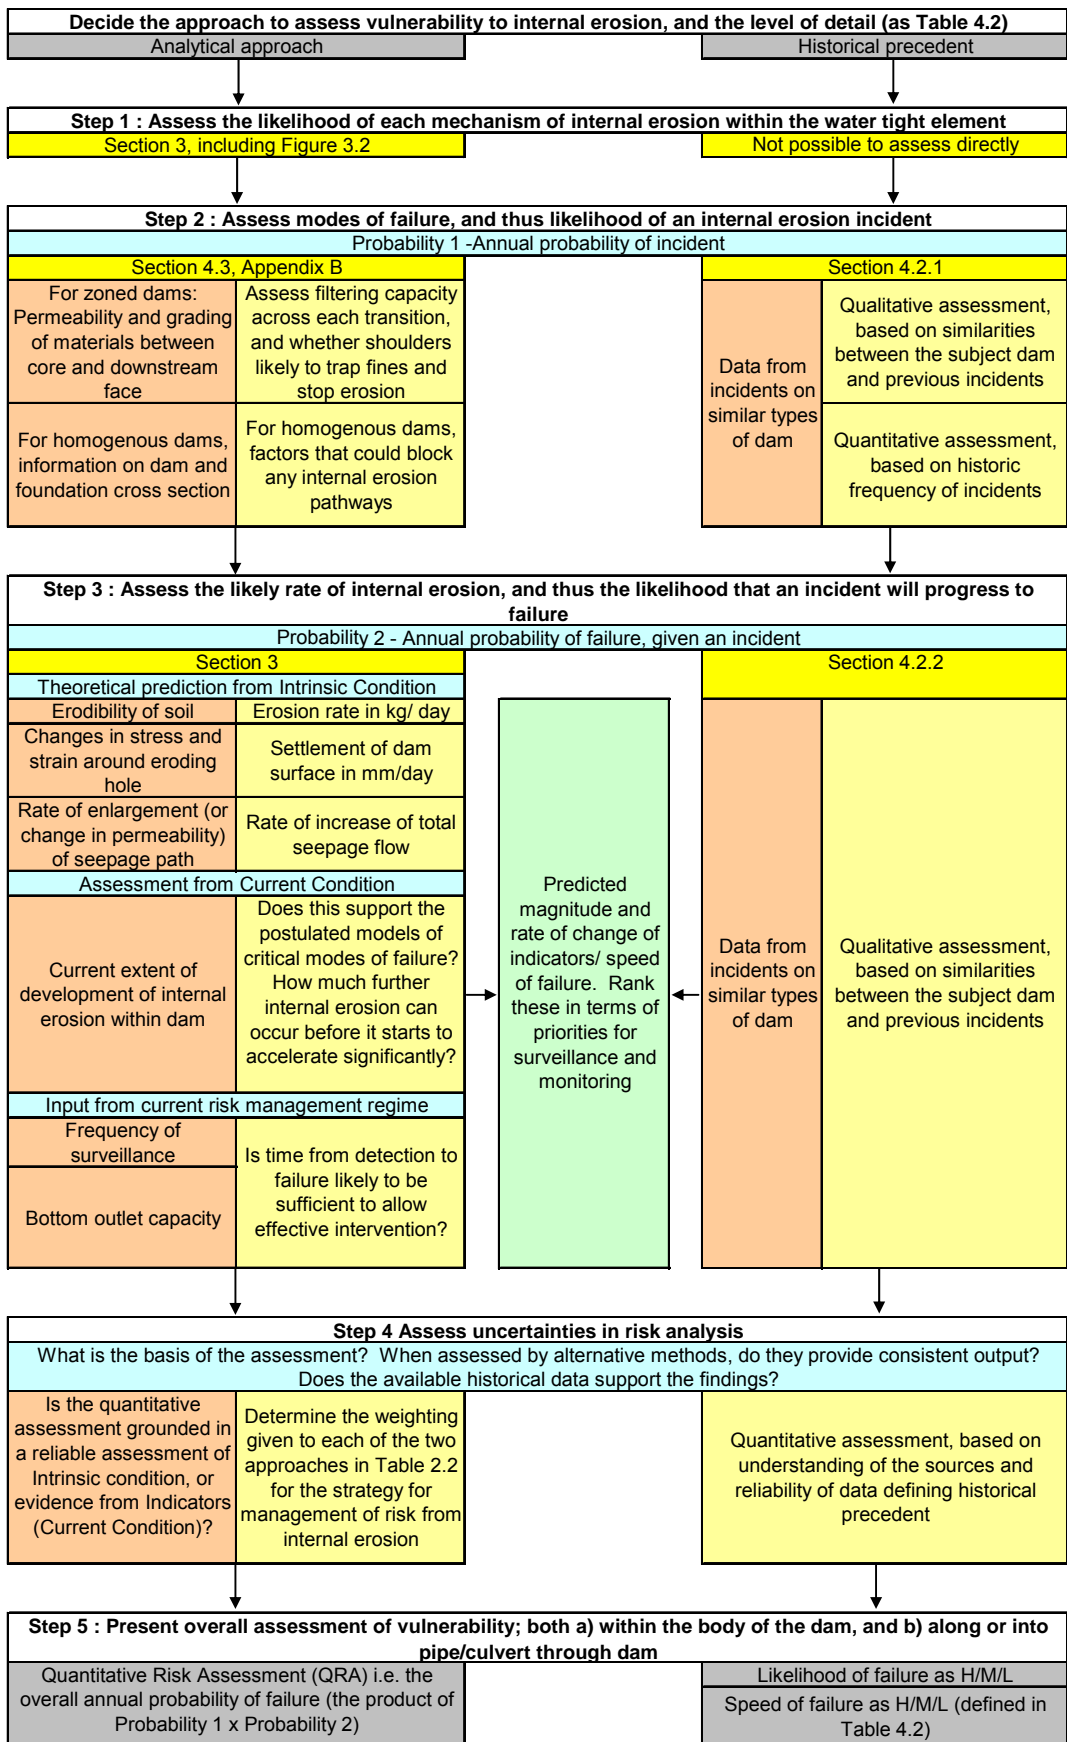 Decide the approach to assess vulnerability to internal erosion, and the level of detail (as Table 4.2)
Analytical approach
Historical precedent
Step 1 : Assess the likelihood of each mechanism of internal erosion within the water tight element
Section 3, including Figure 3.2
Not possible to assess directly
Step 2 : Assess modes of failure, and thus likelihood of an internal erosion incident
Probability 1 -Annual probability of incident
Section 4.3, Appendix B
Section 4.2.1
For zoned dams:
Permeability and grading
of materials between
core and downstream
face
Assess filtering capacity
across each transition,
and whether shoulders
likely to trap fines and
stop erosion
For homogenous dams,
information on dam and
foundation cross section
For homogenous dams,
factors that could block
any internal erosion
pathways
Data from
incidents on
similar types
of dam
Qualitative assessment,
based on similarities
between the subject dam
and previous incidents
Quantitative assessment,
based on historic
frequency of incidents
Step 3 : Assess the likely rate of internal erosion, and thus the likelihood that an incident will progress to
failure
Probability 2 - Annual probability of failure, given an incident
Section 3
Section 4.2.2
Theoretical prediction from Intrinsic Condition
Erodibility of soil
Erosion rate in kg/ day
Changes in stress and
strain around eroding
hole
Settlement of dam
surface in mm/day
Rate of enlargement (or
change in permeability)
of seepage path
Rate of increase of total
seepage flow
Assessment from Current Condition
Current extent of
development of internal
erosion within dam
Does this support the
postulated models of
critical modes of failure?
How much further
internal erosion can
occur before it starts to
accelerate significantly?
Input from current risk management regime
Frequency of
surveillance
Bottom outlet capacity
Is time from detection to
failure likely to be
sufficient to allow
effective intervention?
Predicted
magnitude and
rate of change of
indicators/ speed
of failure. Rank
these in terms of
priorities for
surveillance and
monitoring
Data from
incidents on
similar types
of dam
Qualitative assessment,
based on similarities
between the subject dam
and previous incidents
Step 4 Assess uncertainties in risk analysis
What is the basis of the assessment? When assessed by alternative methods, do they provide consistent output?
Does the available historical data support the findings?
Is the quantitative
assessment grounded in
a reliable assessment of
Intrinsic condition, or
evidence from Indicators
(Current Condition)?
Determine the weighting
given to each of the two
approaches in Table 2.2
for the strategy for
management of risk from
internal erosion
Quantitative assessment, based on
understanding of the sources and
reliability of data defining historical
precedent
Step 5 : Present overall assessment of vulnerability; both a) within the body of the dam, and b) along or into
pipe/culvert through dam
Quantitative Risk Assessment (QRA) i.e. the
overall annual probability of failure (the product of
Probability 1 x Probability 2)
Likelihood of failure as H/M/L
Speed of failure as H/M/L (defined in
Table 4.2)